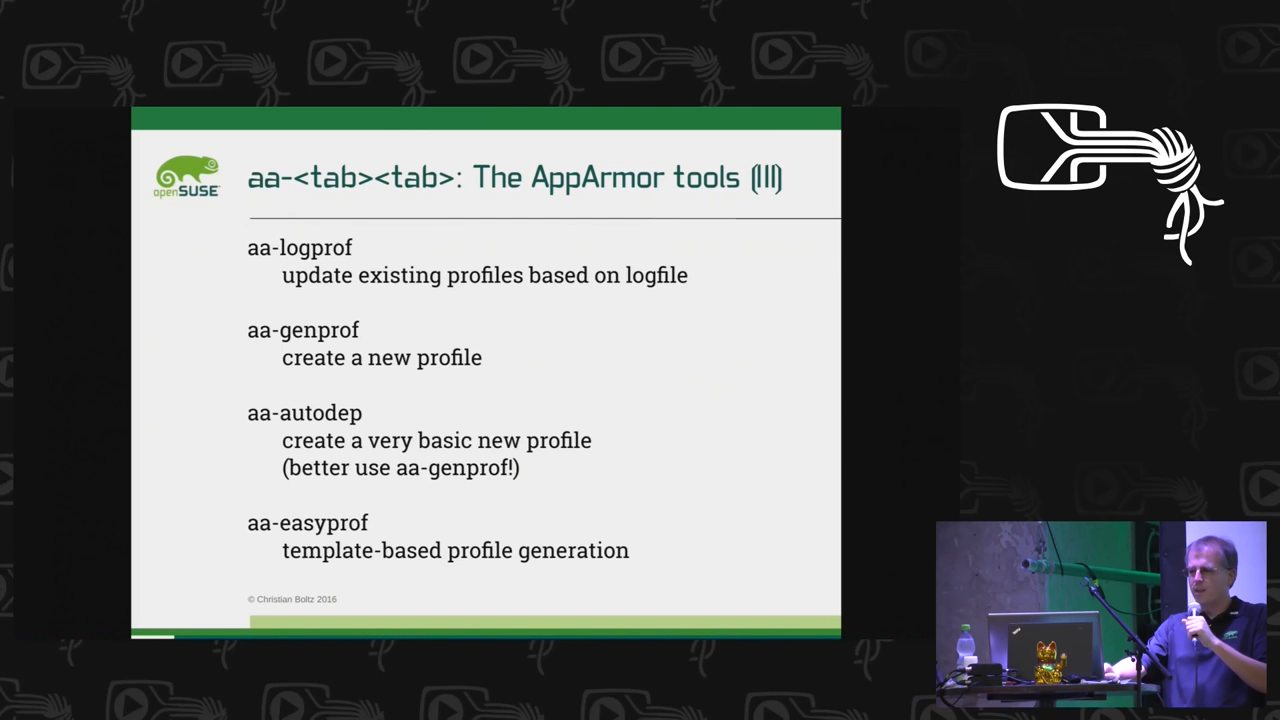 openSUSE
aa-<tab><tab>: The AppArmor tools (III)
aa-logprof
update existing profiles based on logfile
aa-genprof
create a new profile
aa-autodep
create a very basic new profile
(better use aa-genprof!)
aa-easyprof
template-based profile generation
© Christian Boltz 2016